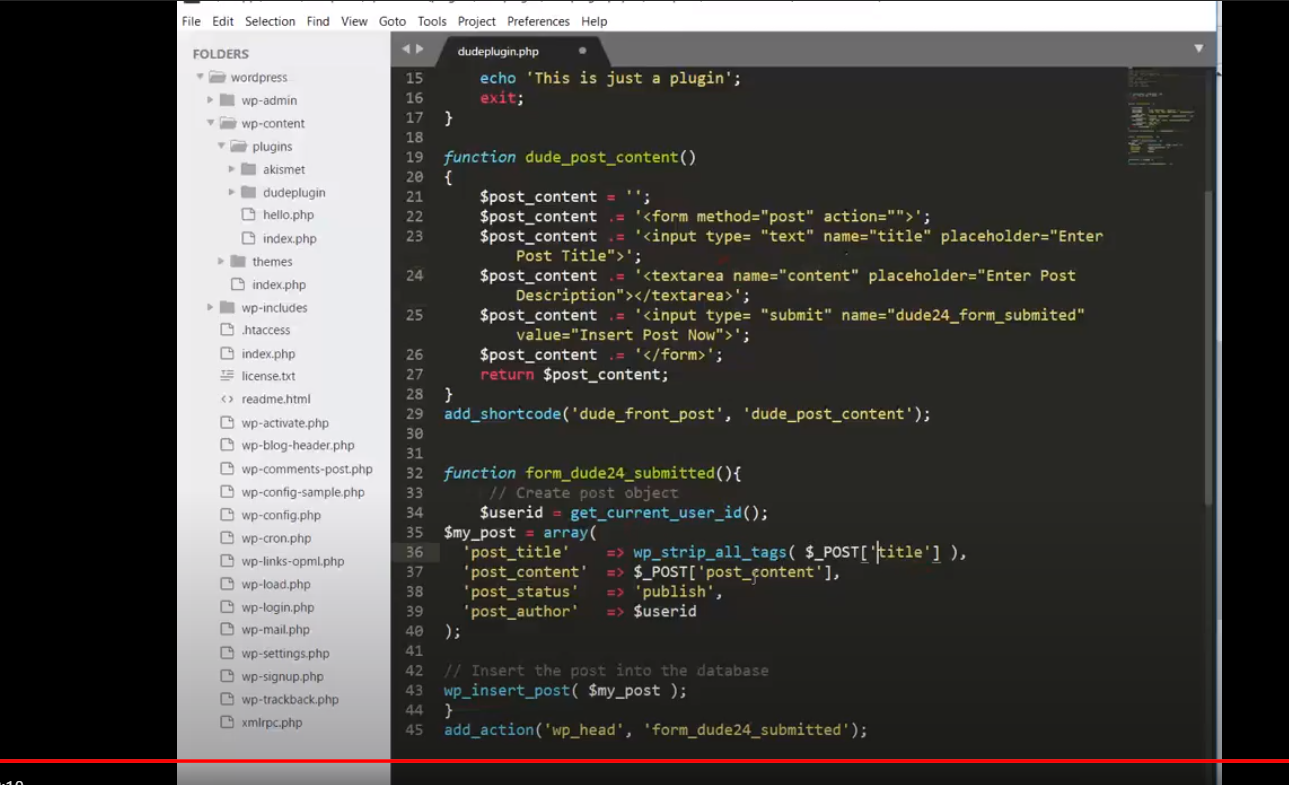 File Edit Selection Find View Goto Tools Project Preferences Help
FOLDERS
wordpress
wp-admin
wp-content
plugins
akismet
dudeplugin
hello.php
index.php
themes
index.php
wp-includes
.htaccess
index.php
license.txt
readme.html
wp-activate.php
wp-blog-header.php
wp-comments-post.php
wp-config-sample.php
wp-config.php
wp-cron.php
wp-links-opml.php
wp-load.php
wp-login.php
wp-mail.php
wp-settings.php
wp-signup.php
wp-trackback.php
xmlrpc.php
dudeplugin.php
15 echo 'This is just a plugin';
16 exit;
17 }
18
19 function dude_post_content()
20 {
21 $post_content = '';
22 $post_content .= '<form method="post" action="">';
23 $post_content .= '<input type= "text" name="title" placeholder="Enter
Post Title">';
24 $post_content .= '<textarea name="content" placeholder="Enter Post
Description"></textarea>';
25 $post_content .= '<input type= "submit" name="dude24_form_submited"
value="Insert Post Now">';
26 $post_content .= '</form>';
27 return $post_content;
28 }
29 add_shortcode('dude_front_post', 'dude_post_content');
30
31
32 function form_dude24_submitted(){
33 // Create post object
34 $userid = get_current_user_id();
35 $my_post = array(
36 'post_title' => wp_strip_all_tags( $_POST['title'] ),
37 'post_content' => $_POST['post_content'],
38 'post_status' => 'publish',
39 'post_author' => $userid
40 );
41
42 // Insert the post into the database
43 wp_insert_post( $my_post );
44 }
45 add_action('wp_head', 'form_dude24_submitted');